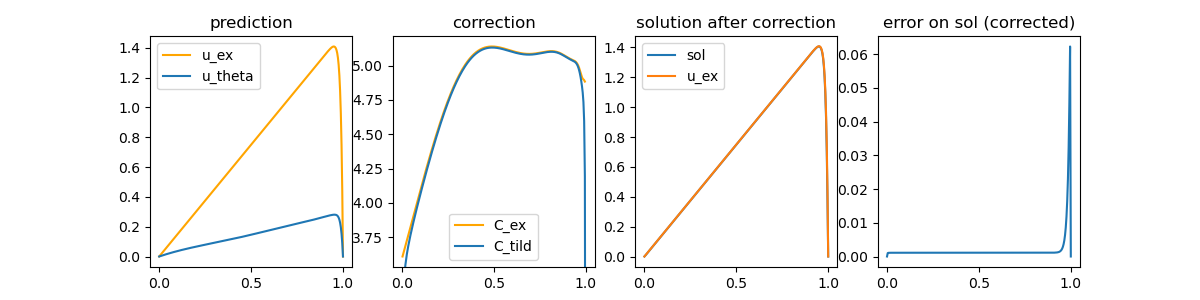 prediction
1.4
1.2
1.0
0.8
0.6
0.4
0.2
0.0
u_ex
u_theta
0.0 0.5 1.0
correction
5.00
4.75
4.50
4.25
4.00
3.75
C_ex
C_tild
0.0 0.5 1.0
solution after correction
1.4
1.2
1.0
0.8
0.6
0.4
0.2
0.0
sol
u_ex
0.0 0.5 1.0
error on sol (corrected)
0.06
0.05
0.04
0.03
0.02
0.01
0.00
0.0 0.5 1.0